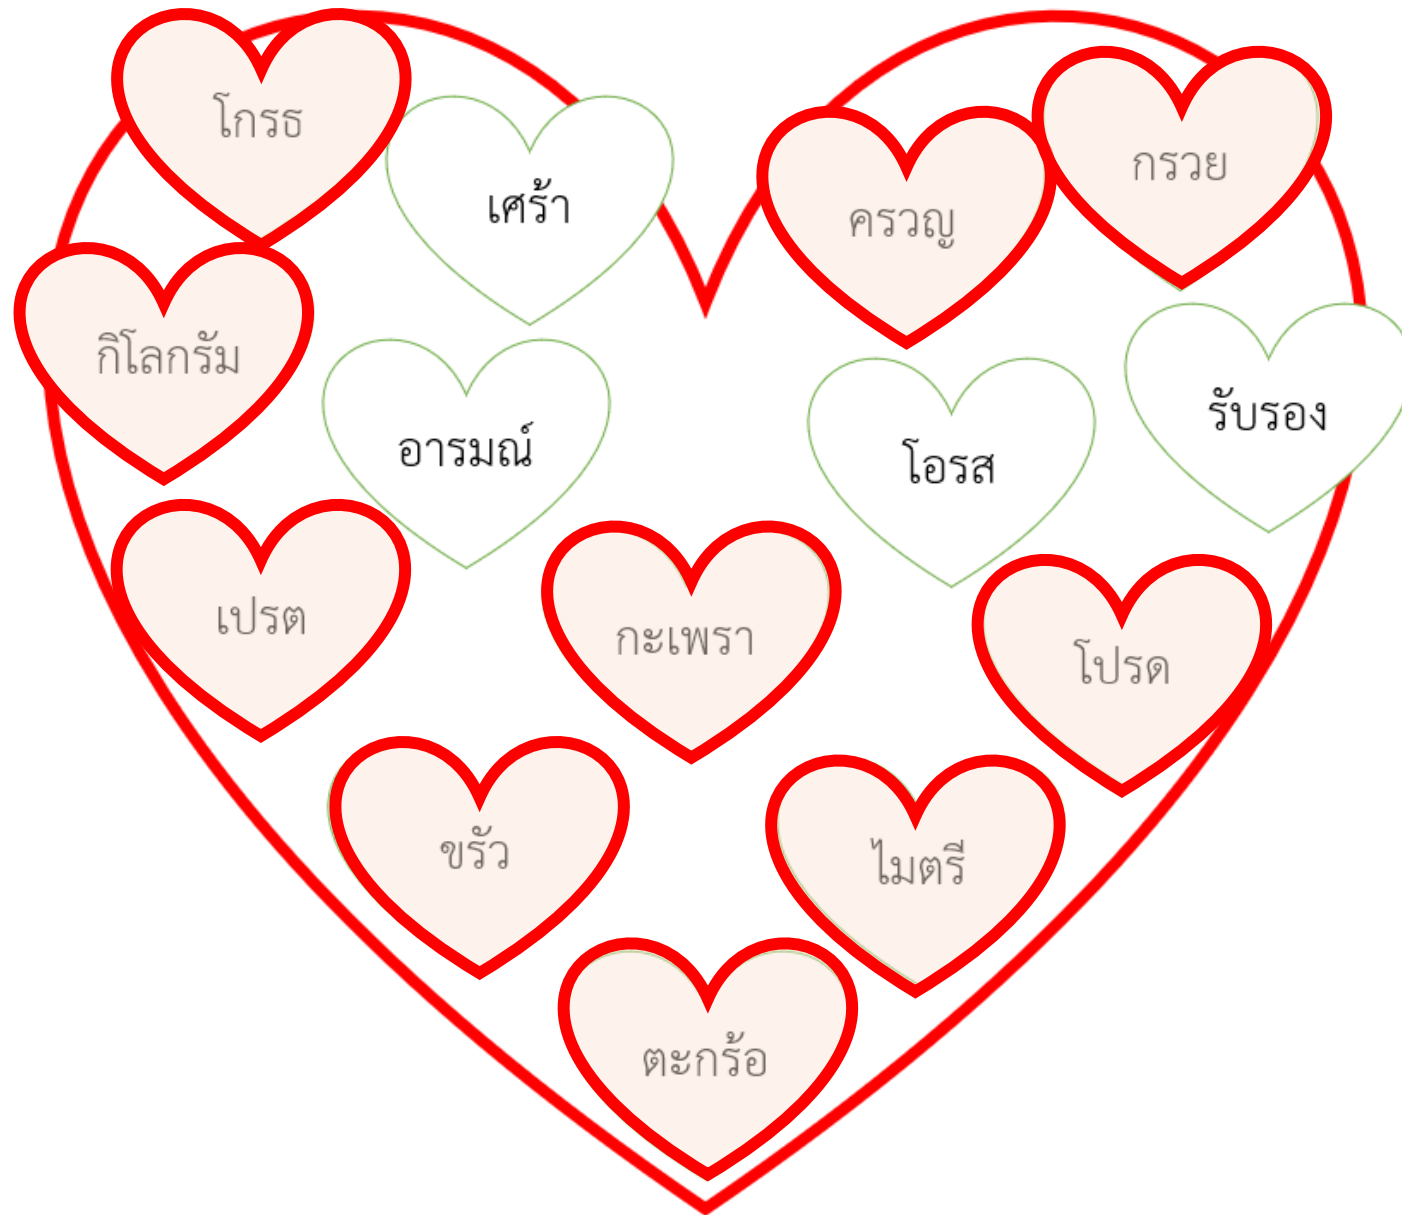 โกรธ
เศร้า
ครวญ
กรวย
กิโลกรัม
อารมณ์
โอรส
รับรอง
เปรต
กะเพรา
โปรด
ขรัว
ไมตรี
ตะกร้อ